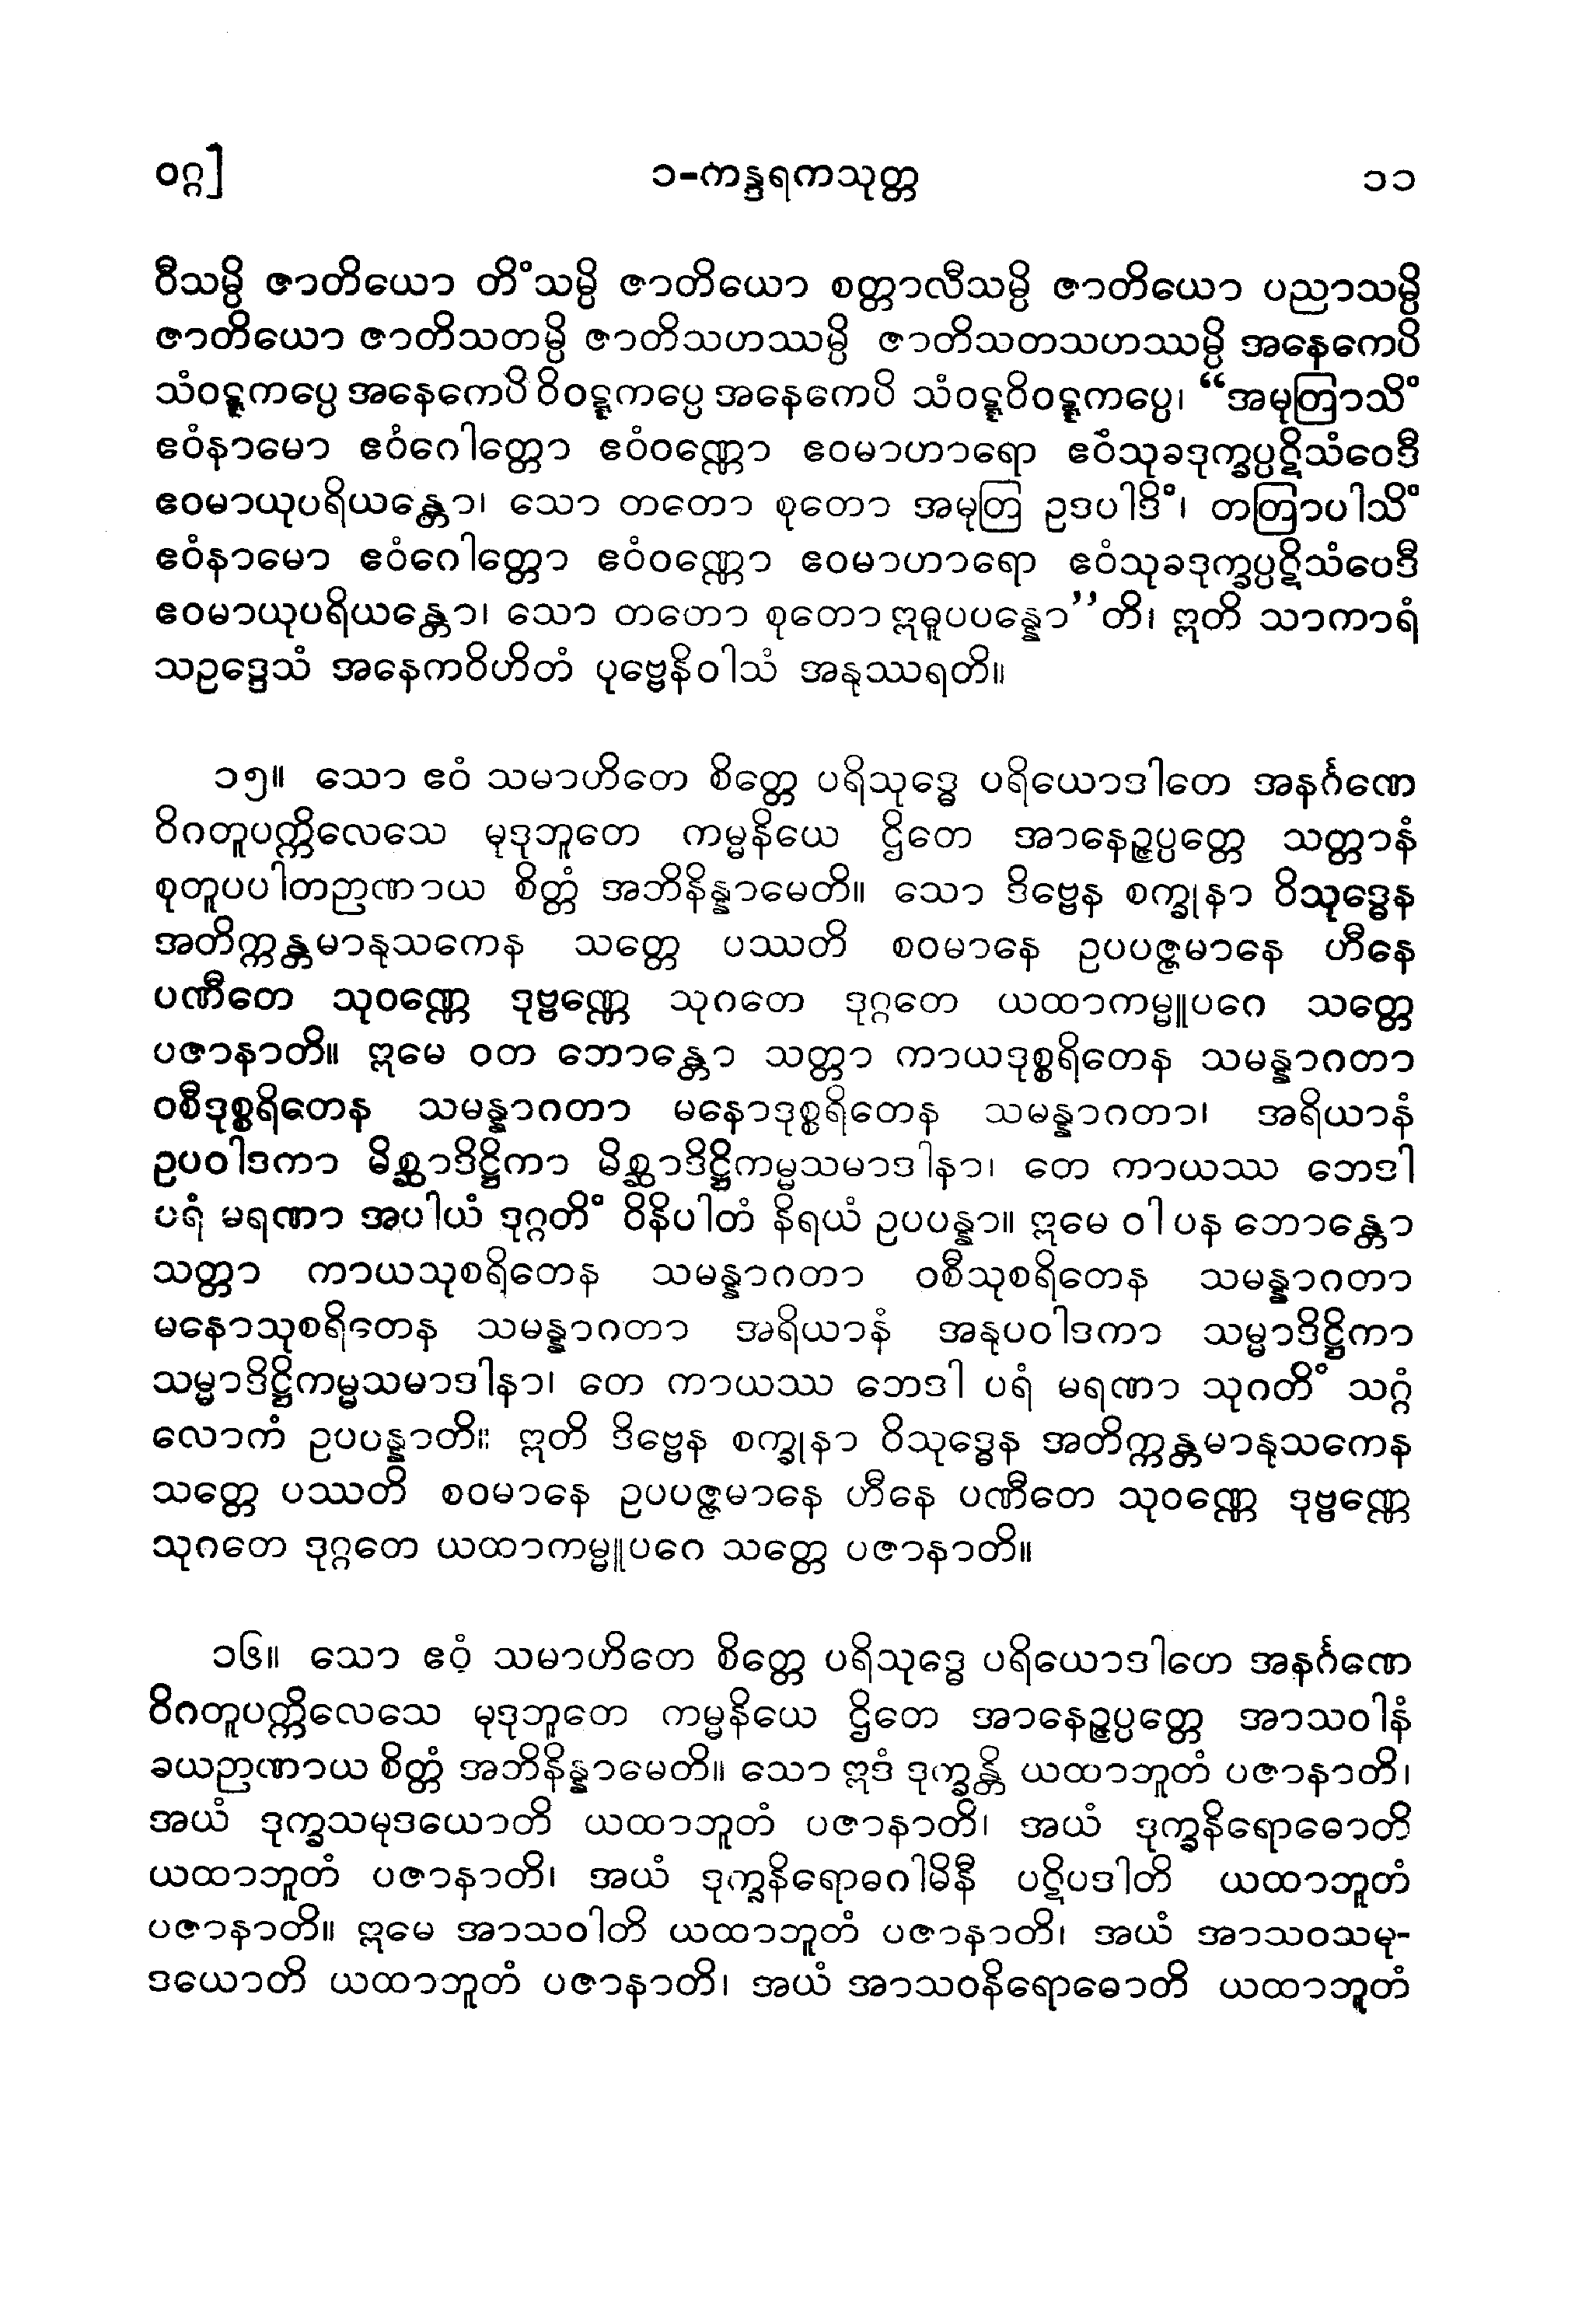 ဝဂ္ဂ] ၁-ကန္ဒရကသုတ္တ ၁၁
ဝီသမ္ပိ ဇာတိယော တိံသမ္ပိ ဇာတိယော စတ္တာလီသမ္ပိ ဇာတိယော ပညာသမ္ပိ
ဇာတိယော ဇာတိသတမ္ပိ ဇာတိသဟဿမ္ပိ ဇာတိသတသဟဿမ္ပိ အနေကေပိ
သံဝဋ္ဋကပ္ပေ အနေကေပိ ဝိဝဋ္ဋကပ္ပေ အနေကေပိ သံဝဋ္ဋဝိဝဋ္ဋကပ္ပေ၊ “အမုတြာသိံ
ဧဝံနာမော ဧဝံဂေါတ္တော ဧဝံဝဏ္ဏော ဧဝမာဟာရော ဧဝံသုခဒုက္ခပ္ပဋိသံဝေဒီ
ဧဝမာယုပရိယန္တော၊ သော တတော စုတော အမုတြ ဥဒပါဒိံ၊ တတြာပါသိံ
ဧဝံနာမော ဧဝံဂေါတ္တော ဧဝံဝဏ္ဏော ဧဝမာဟာရော ဧဝံသုခဒုက္ခပ္ပဋိသံဝေဒီ
ဧဝမာယုပရိယန္တော၊ သော တတော စုတော ဣဓူပပန္နော”တိ၊ ဣတိ သာကာရံ
သဥဒ္ဒေသံ အနေကဝိဟိတံ ပုဗ္ဗေနိဝါသံ အနုဿရတိ။
၁၅။ သော ဧဝံ သမာဟိတေ စိတ္တေ ပရိသုဒ္ဓေ ပရိယောဒါတေ အနင်္ဂဏေ
ဝိဂတူပက္ကိလေသေ မုဒုဘူတေ ကမ္မနိယေ ဌိတေ အာနေဉ္ဇပ္ပတ္တေ သတ္တာနံ
စုတူပပါတဉာဏာယ စိတ္တံ အဘိနိန္နာမေတိ။ သော ဒိဗ္ဗေန စက္ခုနာ ဝိသုဒ္ဓေန
အတိက္ကန္တမာနုသကေန သတ္တေ ပဿတိ စဝမာနေ ဥပပဇ္ဇမာနေ ဟီနေ
ပဏီတေ သုဝဏ္ဏေ ဒုဗ္ဗဏ္ဏေ သုဂတေ ဒုဂ္ဂတေ ယထာကမ္မူပဂေ သတ္တေ
ပဇာနာတိ။ ဣမေ ဝတ ဘောန္တော သတ္တာ ကာယဒုစ္စရိတေန သမန္နာဂတာ
ဝစီဒုစ္စရိတေန သမန္နာဂတာ မနောဒုစ္စရိတေန သမန္နာဂတာ၊ အရိယာနံ
ဥပဝါဒကာ မိစ္ဆာဒိဋ္ဌိကာ မိစ္ဆာဒိဋ္ဌိကမ္မသမာဒါနာ၊ တေ ကာယဿ ဘေဒါ
ပရံ မရဏာ အပါယံ ဒုဂ္ဂတိံ ဝိနိပါတံ နိရယံ ဥပပန္နာ။ ဣမေ ဝါ ပန ဘောန္တော
သတ္တာ ကာယသုစရိတေန သမန္နာဂတာ ဝစီသုစရိတေန သမန္နာဂတာ
မနောသုစရိတေန သမန္နာဂတာ အရိယာနံ အနုပဝါဒကာ သမ္မာဒိဋ္ဌိကာ
သမ္မာဒိဋ္ဌိကမ္မသမာဒါနာ၊ တေ ကာယဿ ဘေဒါ ပရံ မရဏာ သုဂတိံ သဂ္ဂံ
လောကံ ဥပပန္နာတိ။ ဣတိ ဒိဗ္ဗေန စက္ခုနာ ဝိသုဒ္ဓေန အတိက္ကန္တမာနုသကေန
သတ္တေ ပဿတိ စဝမာနေ ဥပပဇ္ဇမာနေ ဟီနေ ပဏီတေ သုဝဏ္ဏေ ဒုဗ္ဗဏ္ဏေ
သုဂတေ ဒုဂ္ဂတေ ယထာကမ္မူပဂေ သတ္တေ ပဇာနာတိ။
၁၆။ သော ဧဝံ သမာဟိတေ စိတ္တေ ပရိသုဒ္ဓေ ပရိယောဒါတေ အနင်္ဂဏေ
ဝိဂတူပက္ကိလေသေ မုဒုဘူတေ ကမ္မနိယေ ဌိတေ အာနေဉ္ဇပ္ပတ္တေ အာသဝါနံ
ခယဉာဏာယ စိတ္တံ အဘိနိန္နာမေတိ။ သော ဣဒံ ဒုက္ခန္တိ ယထာဘူတံ ပဇာနာတိ၊
အယံ ဒုက္ခသမုဒယောတိ ယထာဘူတံ ပဇာနာတိ၊ အယံ ဒုက္ခနိရောဓောတိ
ယထာဘူတံ ပဇာနာတိ၊ အယံ ဒုက္ခနိရောဓဂါမိနီ ပဋိပဒါတိ ယထာဘူတံ
ပဇာနာတိ။ ဣမေ အာသဝါတိ ယထာဘူတံ ပဇာနာတိ၊ အယံ အာသဝသမု-
ဒယောတိ ယထာဘူတံ ပဇာနာတိ၊ အယံ အာသဝနိရောဓောတိ ယထာဘူတံ